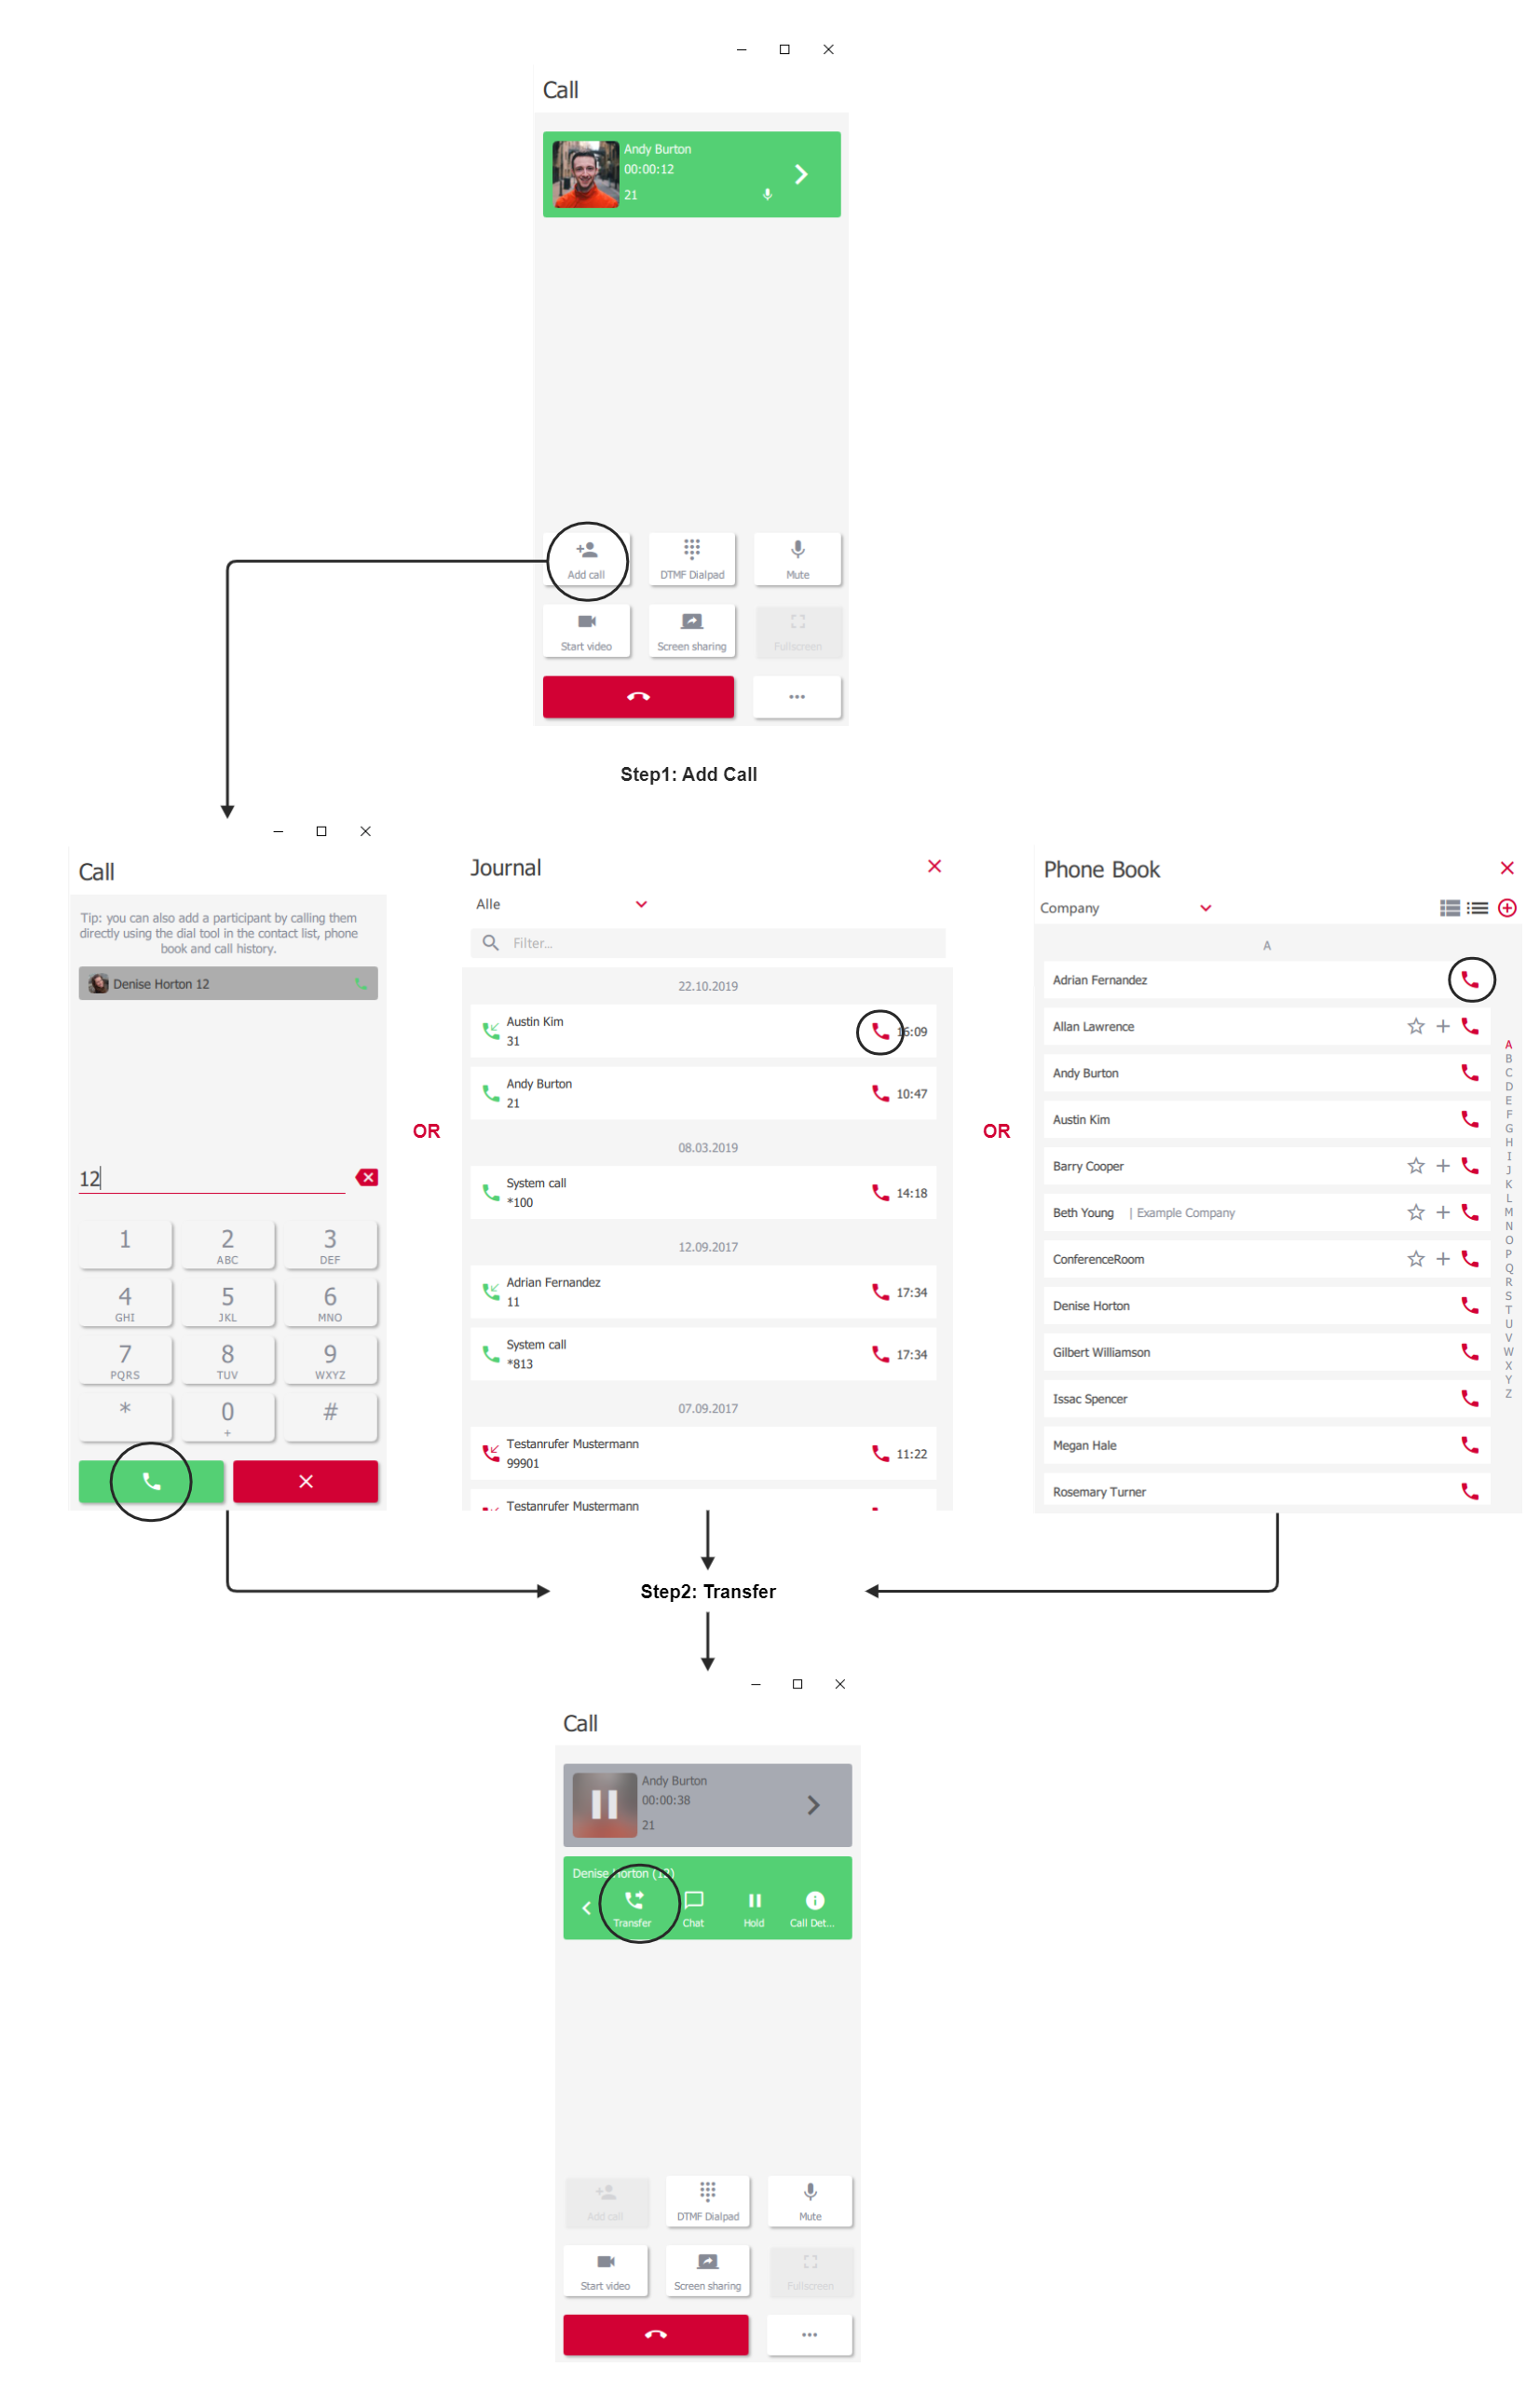 Call
Andy Burton
00:00:12
21
Add call
DTMF Dialpad
Mute
Start video
Screen sharing
Fullscreen
Step1: Add Call
Call
Tip: you can also add a participant by calling them
directly using the dial tool in the contact list, phone
book and call history.
Denise Horton 12
12
1
2
ABC
3
DEF
4
GHI
5
JKL
6
MNO
7
PQRS
8
TUV
9
WXYZ
*
0
+
#
OR
Journal
Alle
Filter...
22.10.2019
Austin Kim
31
16:09
Andy Burton
21
10:47
08.03.2019
System call
*100
14:18
12.09.2017
Adrian Fernandez
11
17:34
System call
*813
17:34
07.09.2017
Testanrufer Mustermann
99901
11:22
Testanrufer Mustermann
OR
Phone Book
Company
A
Adrian Fernandez
Allan Lawrence
Andy Burton
Austin Kim
Barry Cooper
Beth Young | Example Company
ConferenceRoom
Denise Horton
Gilbert Williamson
Issac Spencer
Megan Hale
Rosemary Turner
A
B
C
D
E
F
G
H
I
J
K
L
M
N
O
P
Q
R
S
T
U
V
W
X
Y
Z
Step2: Transfer
Call
Andy Burton
00:00:38
21
Denise Horton (12)
Transfer
Chat
Hold
Call Det...
Add call
DTMF Dialpad
Mute
Start video
Screen sharing
Fullscreen